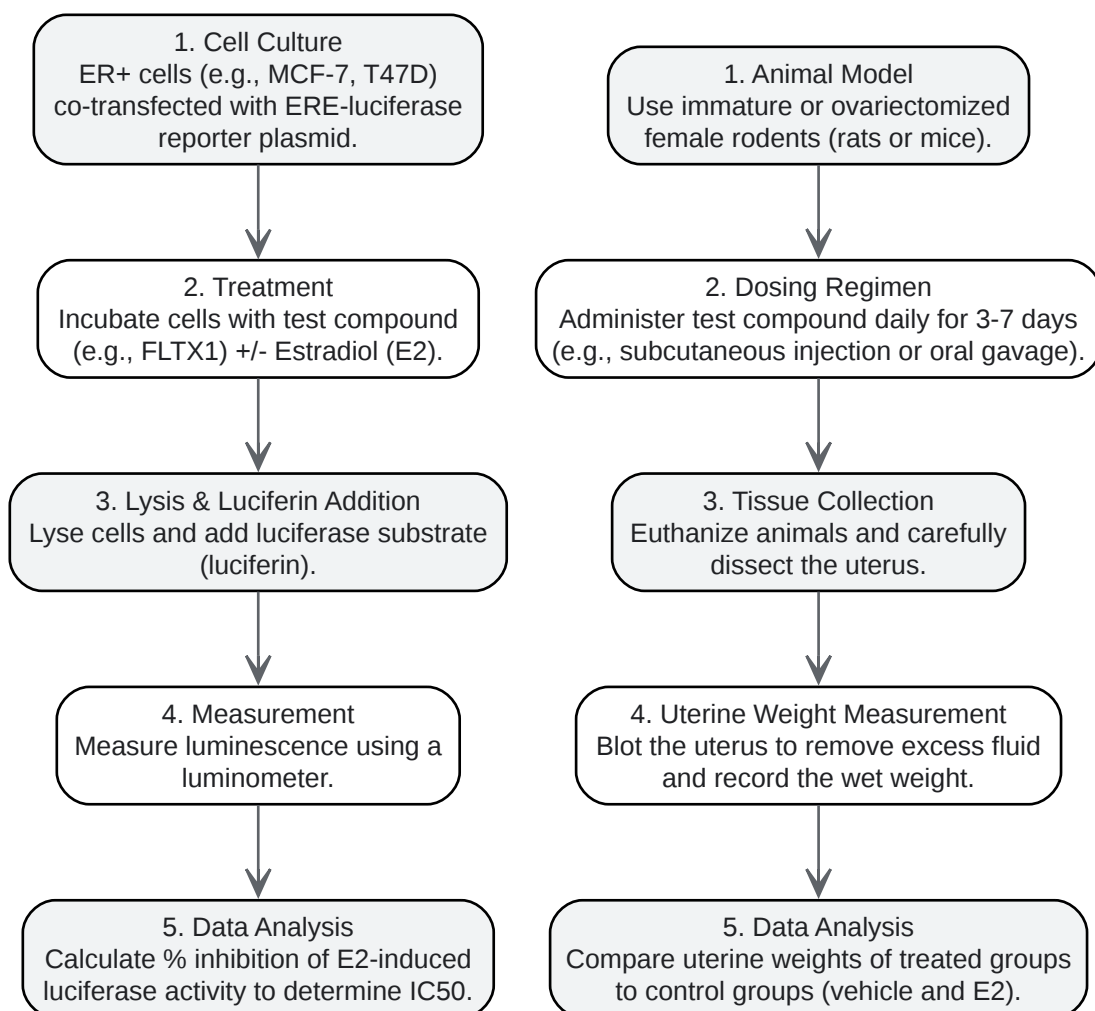 1. Cell Culture
ER+ cells (e.g., MCF-7, T47D)
co-transfected with ERE-luciferase
reporter plasmid.
2. Treatment
Incubate cells with test compound
(e.g., FLTX1) +/- Estradiol (E2).
3. Lysis & Luciferin Addition
Lyse cells and add luciferase substrate
(luciferin).
4. Measurement
Measure luminescence using a
luminometer.
5. Data Analysis
Calculate % inhibition of E2-induced
luciferase activity to determine IC50.
1. Animal Model
Use immature or ovariectomized
female rodents (rats or mice).
2. Dosing Regimen
Administer test compound daily for 3-7 days
(e.g., subcutaneous injection or oral gavage).
3. Tissue Collection
Euthanize animals and carefully
dissect the uterus.
4. Uterine Weight Measurement
Blot the uterus to remove excess fluid
and record the wet weight.
5. Data Analysis
Compare uterine weights of treated groups
to control groups (vehicle and E2).